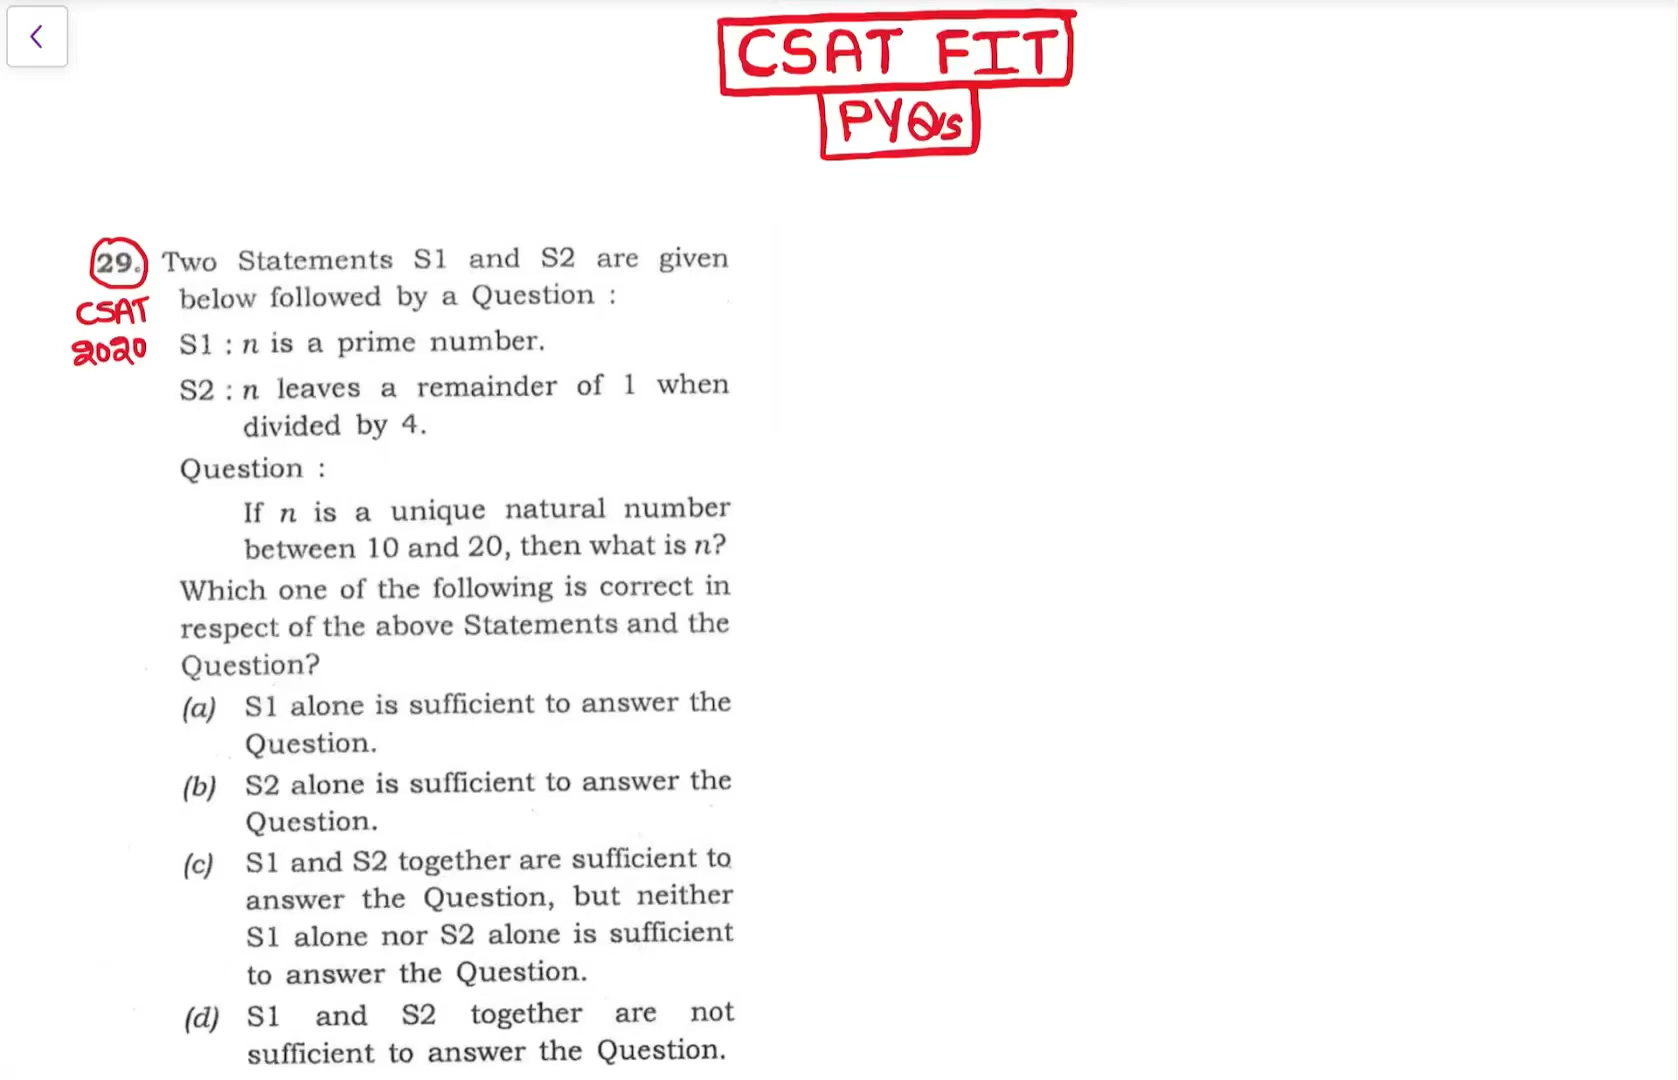 CSAT FIT
PYQs
29. Two Statements S1 and S2 are given
below followed by a Question :
CSAT
2020
S1 : n is a prime number.
S2 : n leaves a remainder of 1 when
divided by 4.
Question :
If n is a unique natural number
between 10 and 20, then what is n?
Which one of the following is correct in
respect of the above Statements and the
Question?
(a) S1 alone is sufficient to answer the
Question.
(b) S2 alone is sufficient to answer the
Question.
(c) S1 and S2 together are sufficient to
answer the Question, but neither
S1 alone nor S2 alone is sufficient
to answer the Question.
(d) S1 and S2 together are not
sufficient to answer the Question.